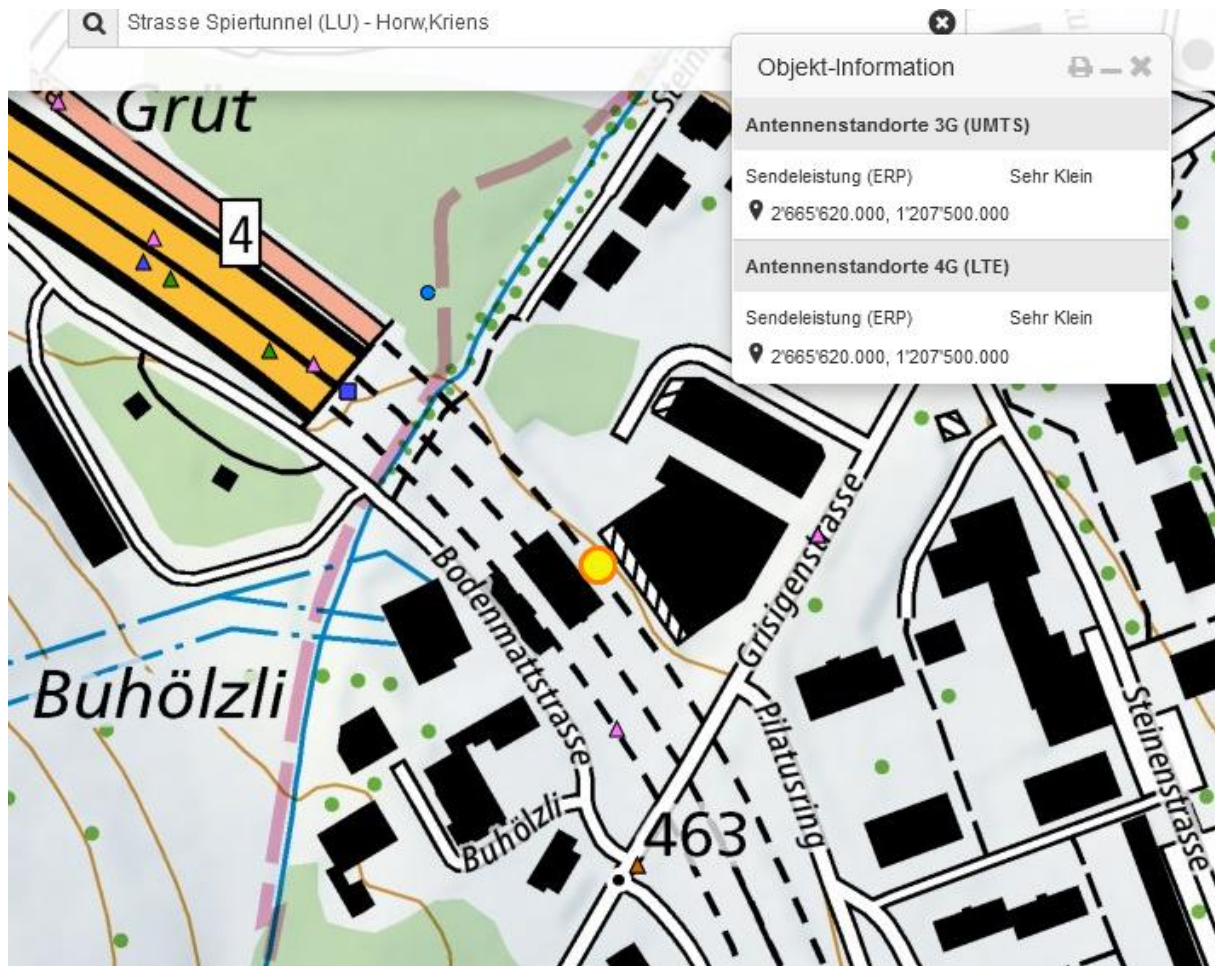 Strasse Spiertunnel (LU) - Horw,Kriens
Objekt-Information
Antennenstandorte 3G (UMTS)
Sendeleistung (ERP) Sehr Klein
2'665'620.000, 1'207'500.000
Antennenstandorte 4G (LTE)
Sendeleistung (ERP) Sehr Klein
2'665'620.000, 1'207'500.000
Grüt
4
Grisigenstrasse
Bodenmattstrasse
Buhölzli
Pilatusring
Steinenstrasse
Buhölzli
463